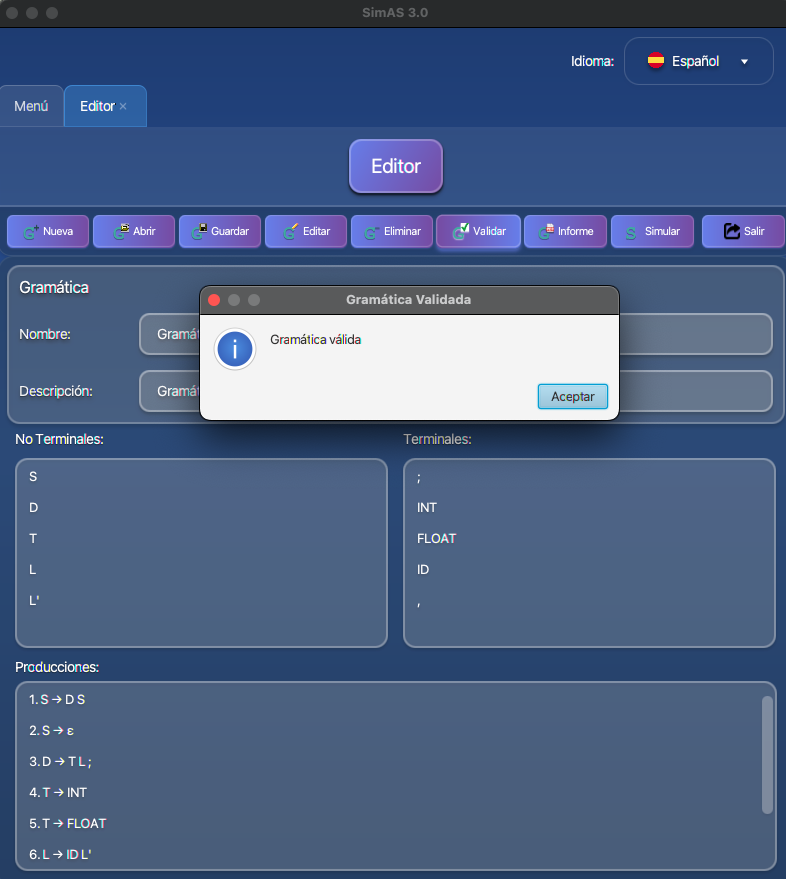 SimAS 3.0
Idioma: Español
Menú Editor ×
Editor
Nueva Abrir Guardar Editar Eliminar Validar Informe Simular Salir
Gramática
Gramática Validada
Nombre: Gramá
Gramática válida
Descripción: Gramá
Aceptar
No Terminales: Terminales:
S ;
D INT
T FLOAT
L ID
L' ,
Producciones:
1. S → D S
2. S → ε
3. D → T L ;
4. T → INT
5. T → FLOAT
6. L → ID L'